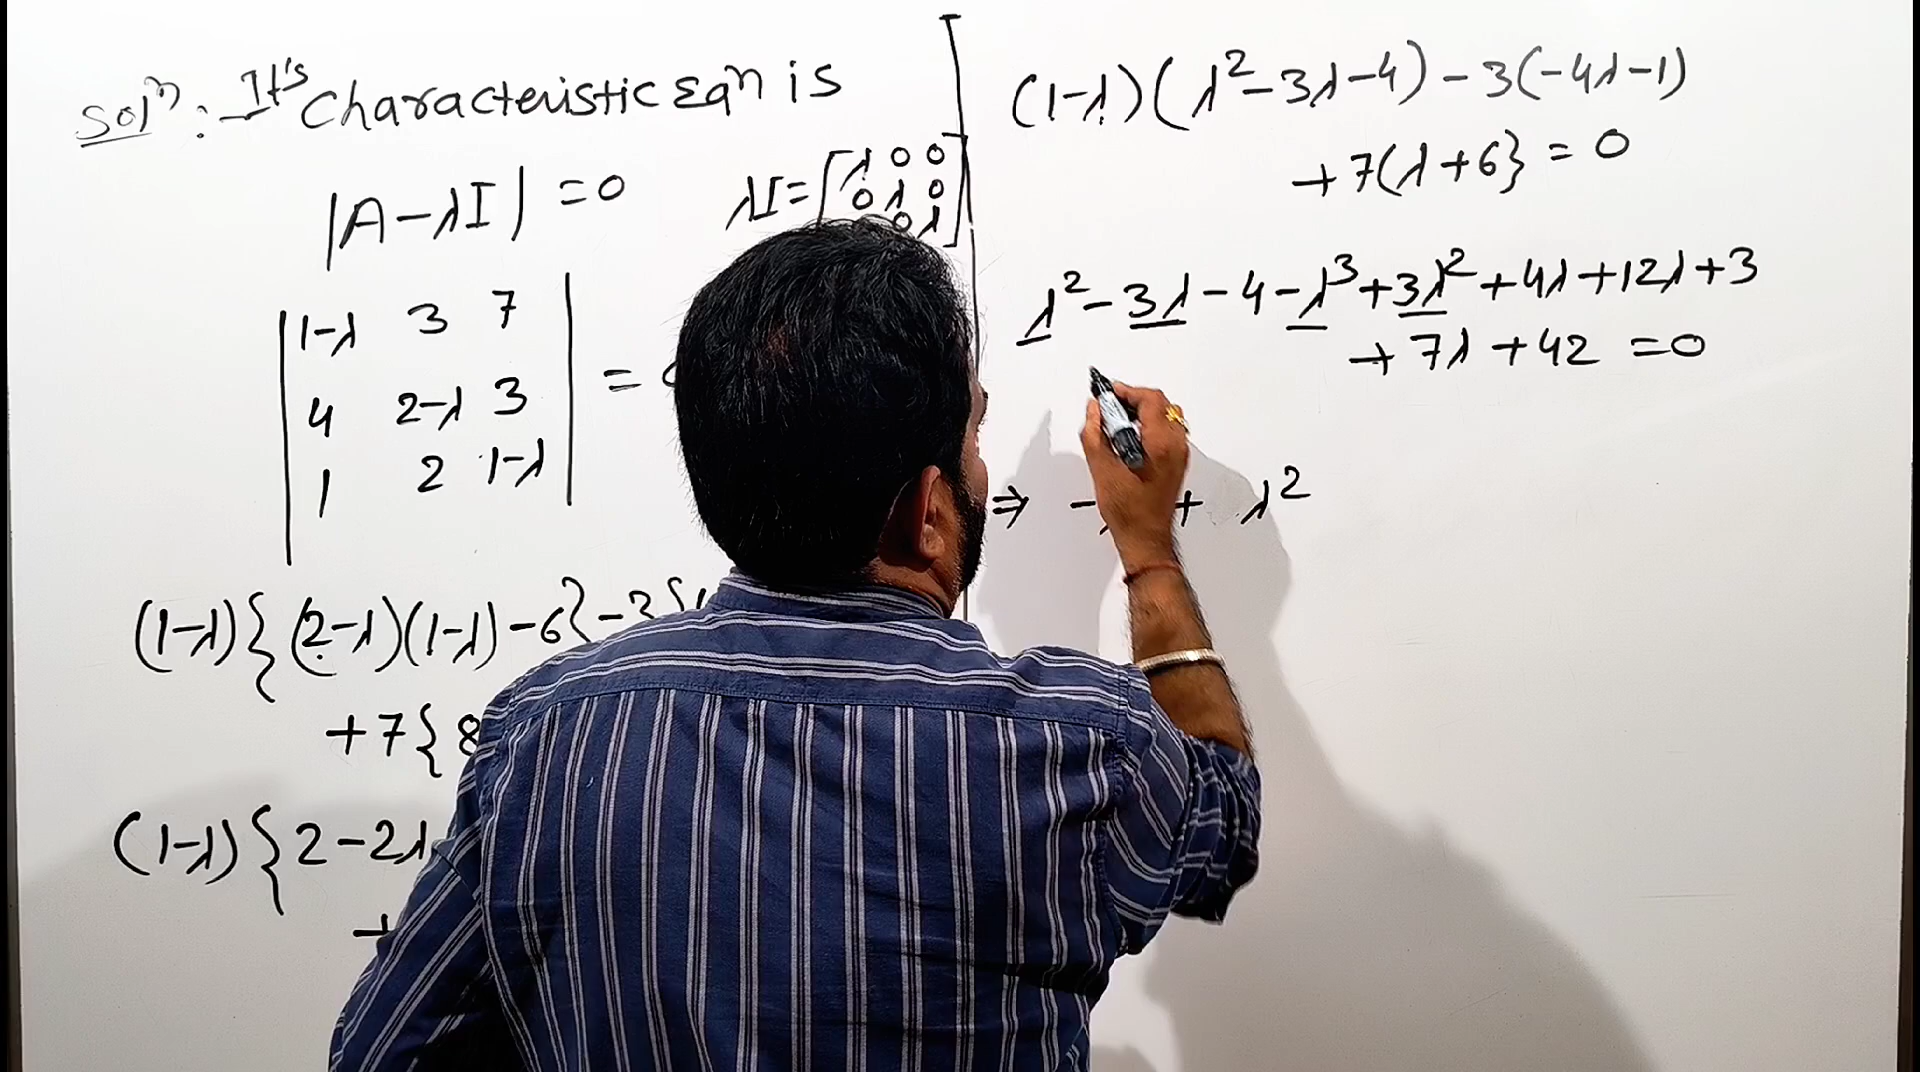 Solⁿ : It's Characteristic Eqⁿ is
|A-λI| = 0
λI = [λ 0 0
0 λ 0
0 λ]
|1-λ 3 7|
|4 2-λ 3| =
|1 2 1-λ|
(1-λ){(2-λ)(1-λ)-6}-3{
+7{8
(1-λ){2-2λ
+
(1-λ)(λ²-3λ-4)-3(-4λ-1)
+7(λ+6} = 0
λ²-3λ-4-λ³+3λ²+4λ+12λ+3
+7λ+42 = 0
⇒ - + λ²